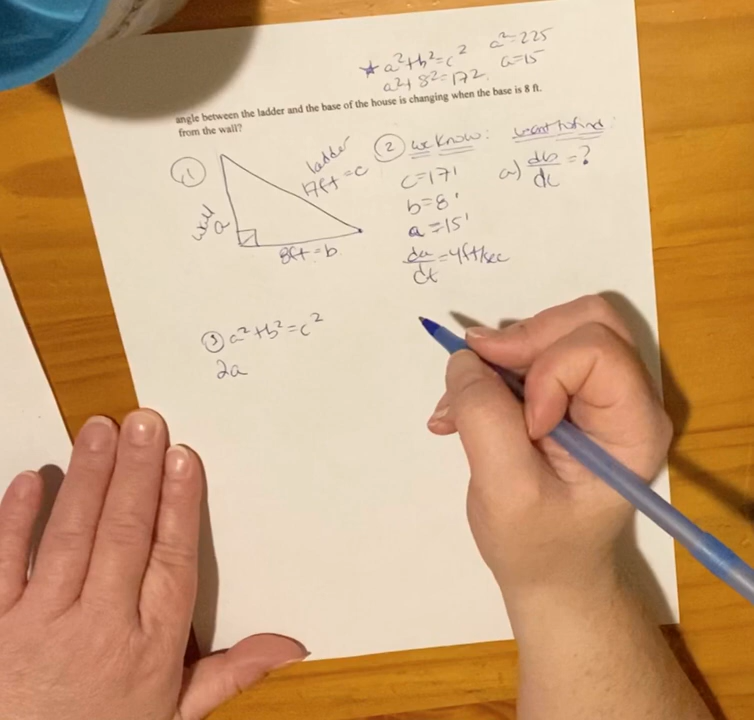 ★ a²+b²=c² a²=225
a²+8²=17² a=15
angle between the ladder and the base of the house is changing when the base is 8 ft.
from the wall?
①
ladder
17ft=c
wall
a
8ft=b
② we know:
c=17'
b=8'
a=15'
da/dt=4ft/sec
want to find:
a) db/dt=?
③ a²+b²=c²
2a